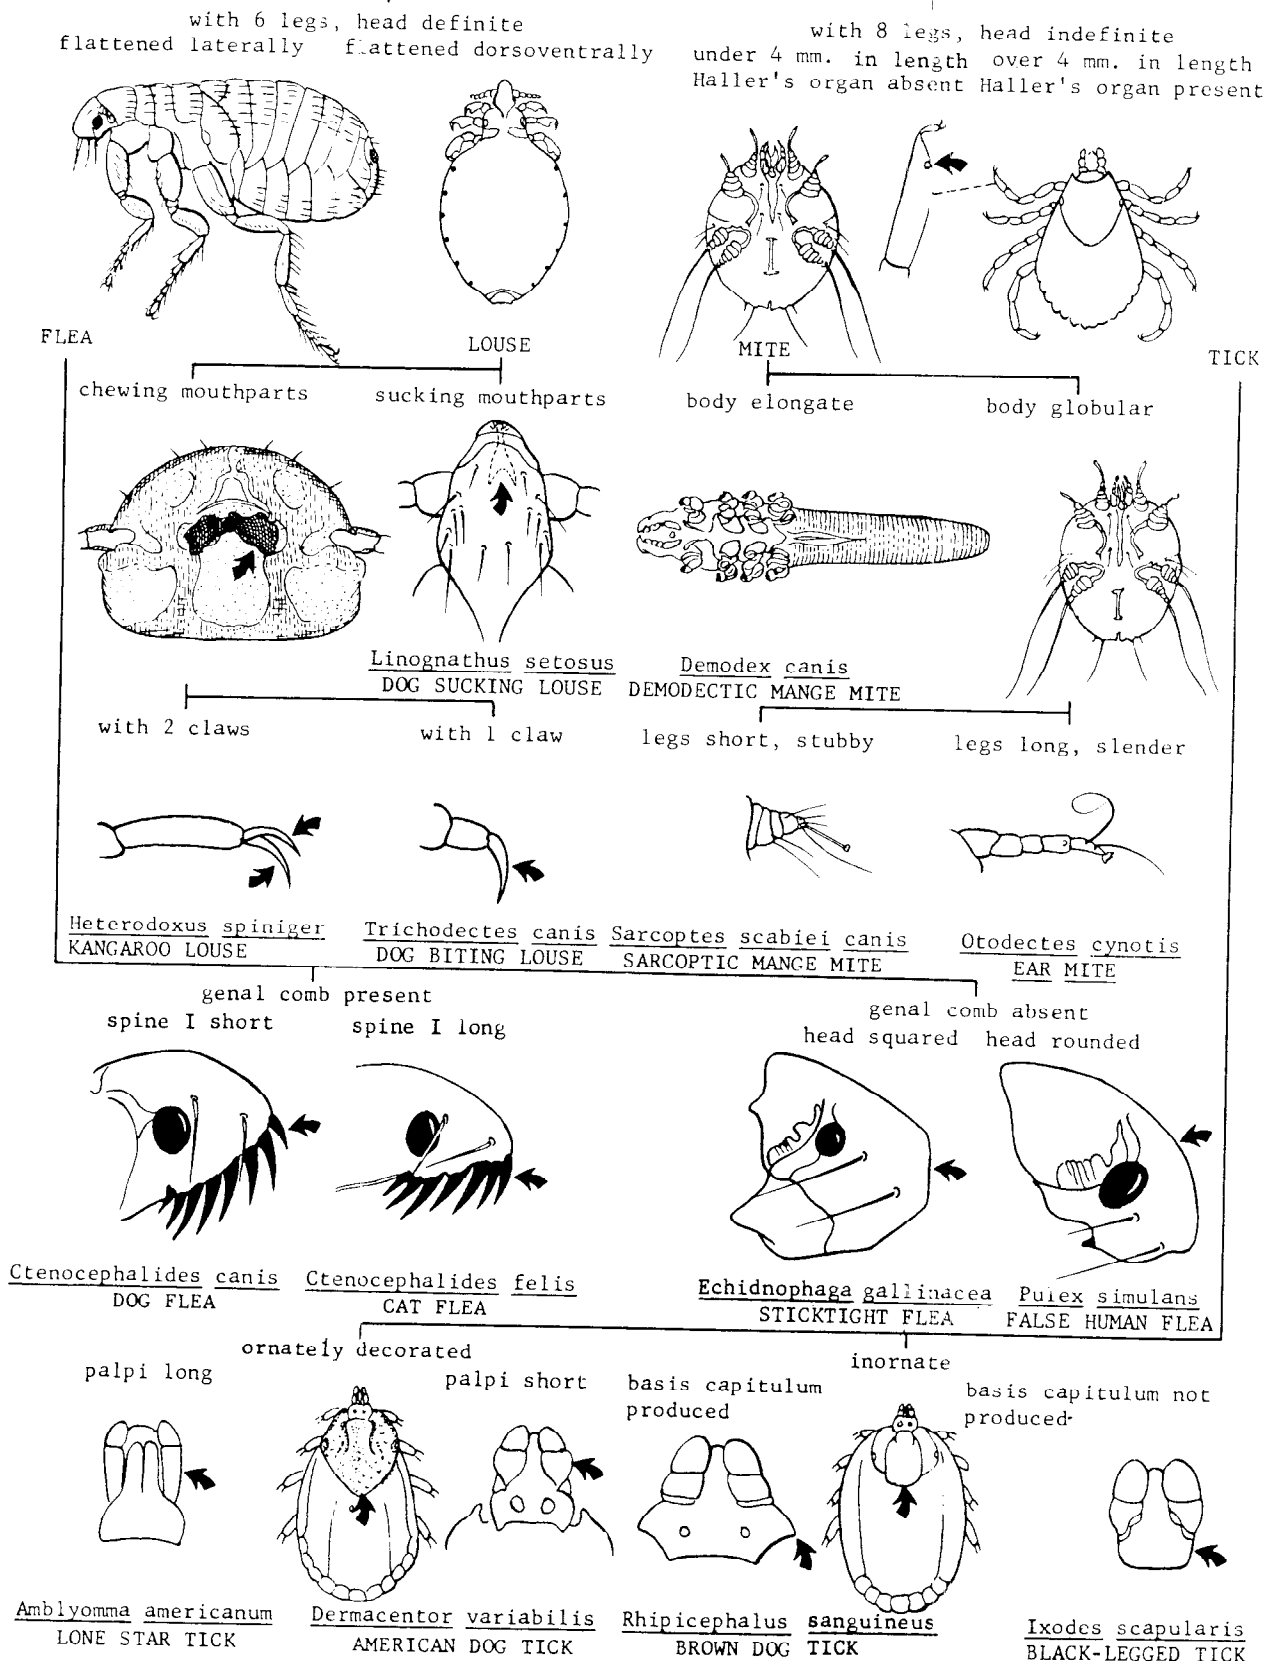 with 6 legs, head definite
flattened laterally flattened dorsoventrally
with 8 legs, head indefinite
under 4 mm. in length over 4 mm. in length
Haller's organ absent Haller's organ present
FLEA
LOUSE
MITE
TICK
chewing mouthparts
sucking mouthparts
body elongate
body globular
Linognathus setosus
DOG SUCKING LOUSE
Demodex canis
DEMODECTIC MANGE MITE
with 2 claws
with 1 claw
legs short, stubby
legs long, slender
Heterodoxus spiniger
KANGAROO LOUSE
Trichodectes canis
DOG BITING LOUSE
Sarcoptes scabiei canis
SARCOPTIC MANGE MITE
Otodectes cynotis
EAR MITE
genal comb present
spine I short
spine I long
genal comb absent
head squared head rounded
Ctenocephalides canis
DOG FLEA
Ctenocephalides felis
CAT FLEA
Echidnophaga gallinacea
STICKTIGHT FLEA
Pulex simulans
FALSE HUMAN FLEA
ornately decorated
inornate
palpi long
palpi short
basis capitulum
produced
basis capitulum not
produced
Amblyomma americanum
LONE STAR TICK
Dermacentor variabilis
AMERICAN DOG TICK
Rhipicephalus sanguineus
BROWN DOG TICK
Ixodes scapularis
BLACK-LEGGED TICK